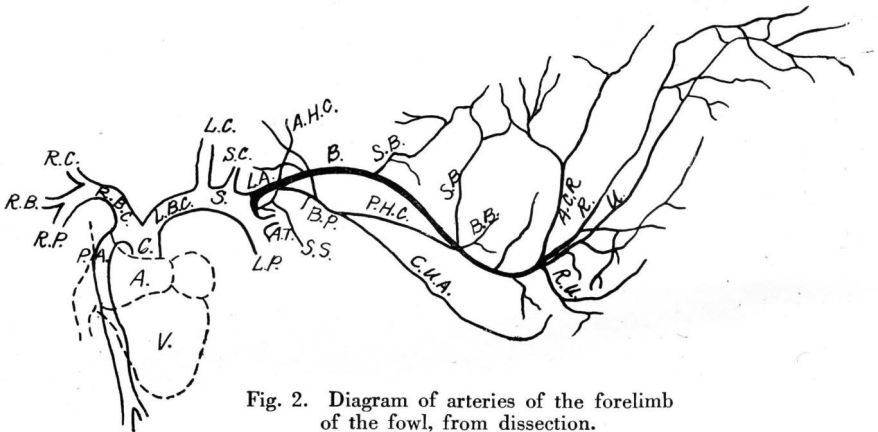 A.H.C.
L.C.
S.C.
B.
S.B.
R.C.
L.A.
S.B.
R.B.
R.B.C.
L.B.C.
S.
P.H.C.
A.C.R.
R.
U.
R.P.
B.P.
B.B.
C.
A.T.
S.S.
P.A.
A.
L.P.
C.U.A.
R.U.
V.
Fig. 2. Diagram of arteries of the forelimb
of the fowl, from dissection.